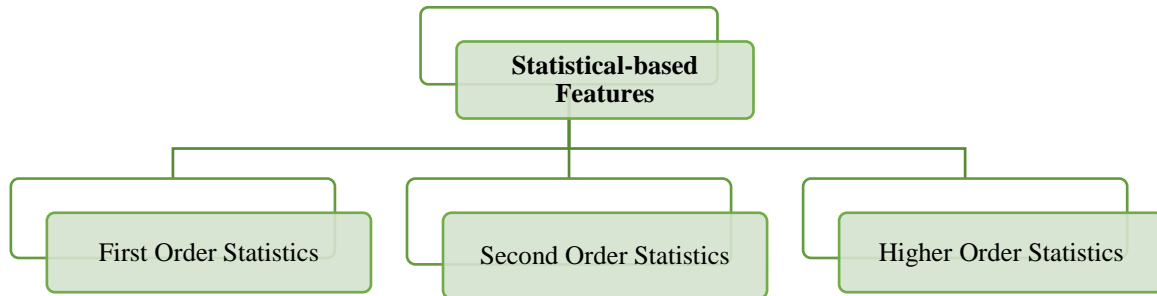 Statistical-based
Features
First Order Statistics
Second Order Statistics
Higher Order Statistics